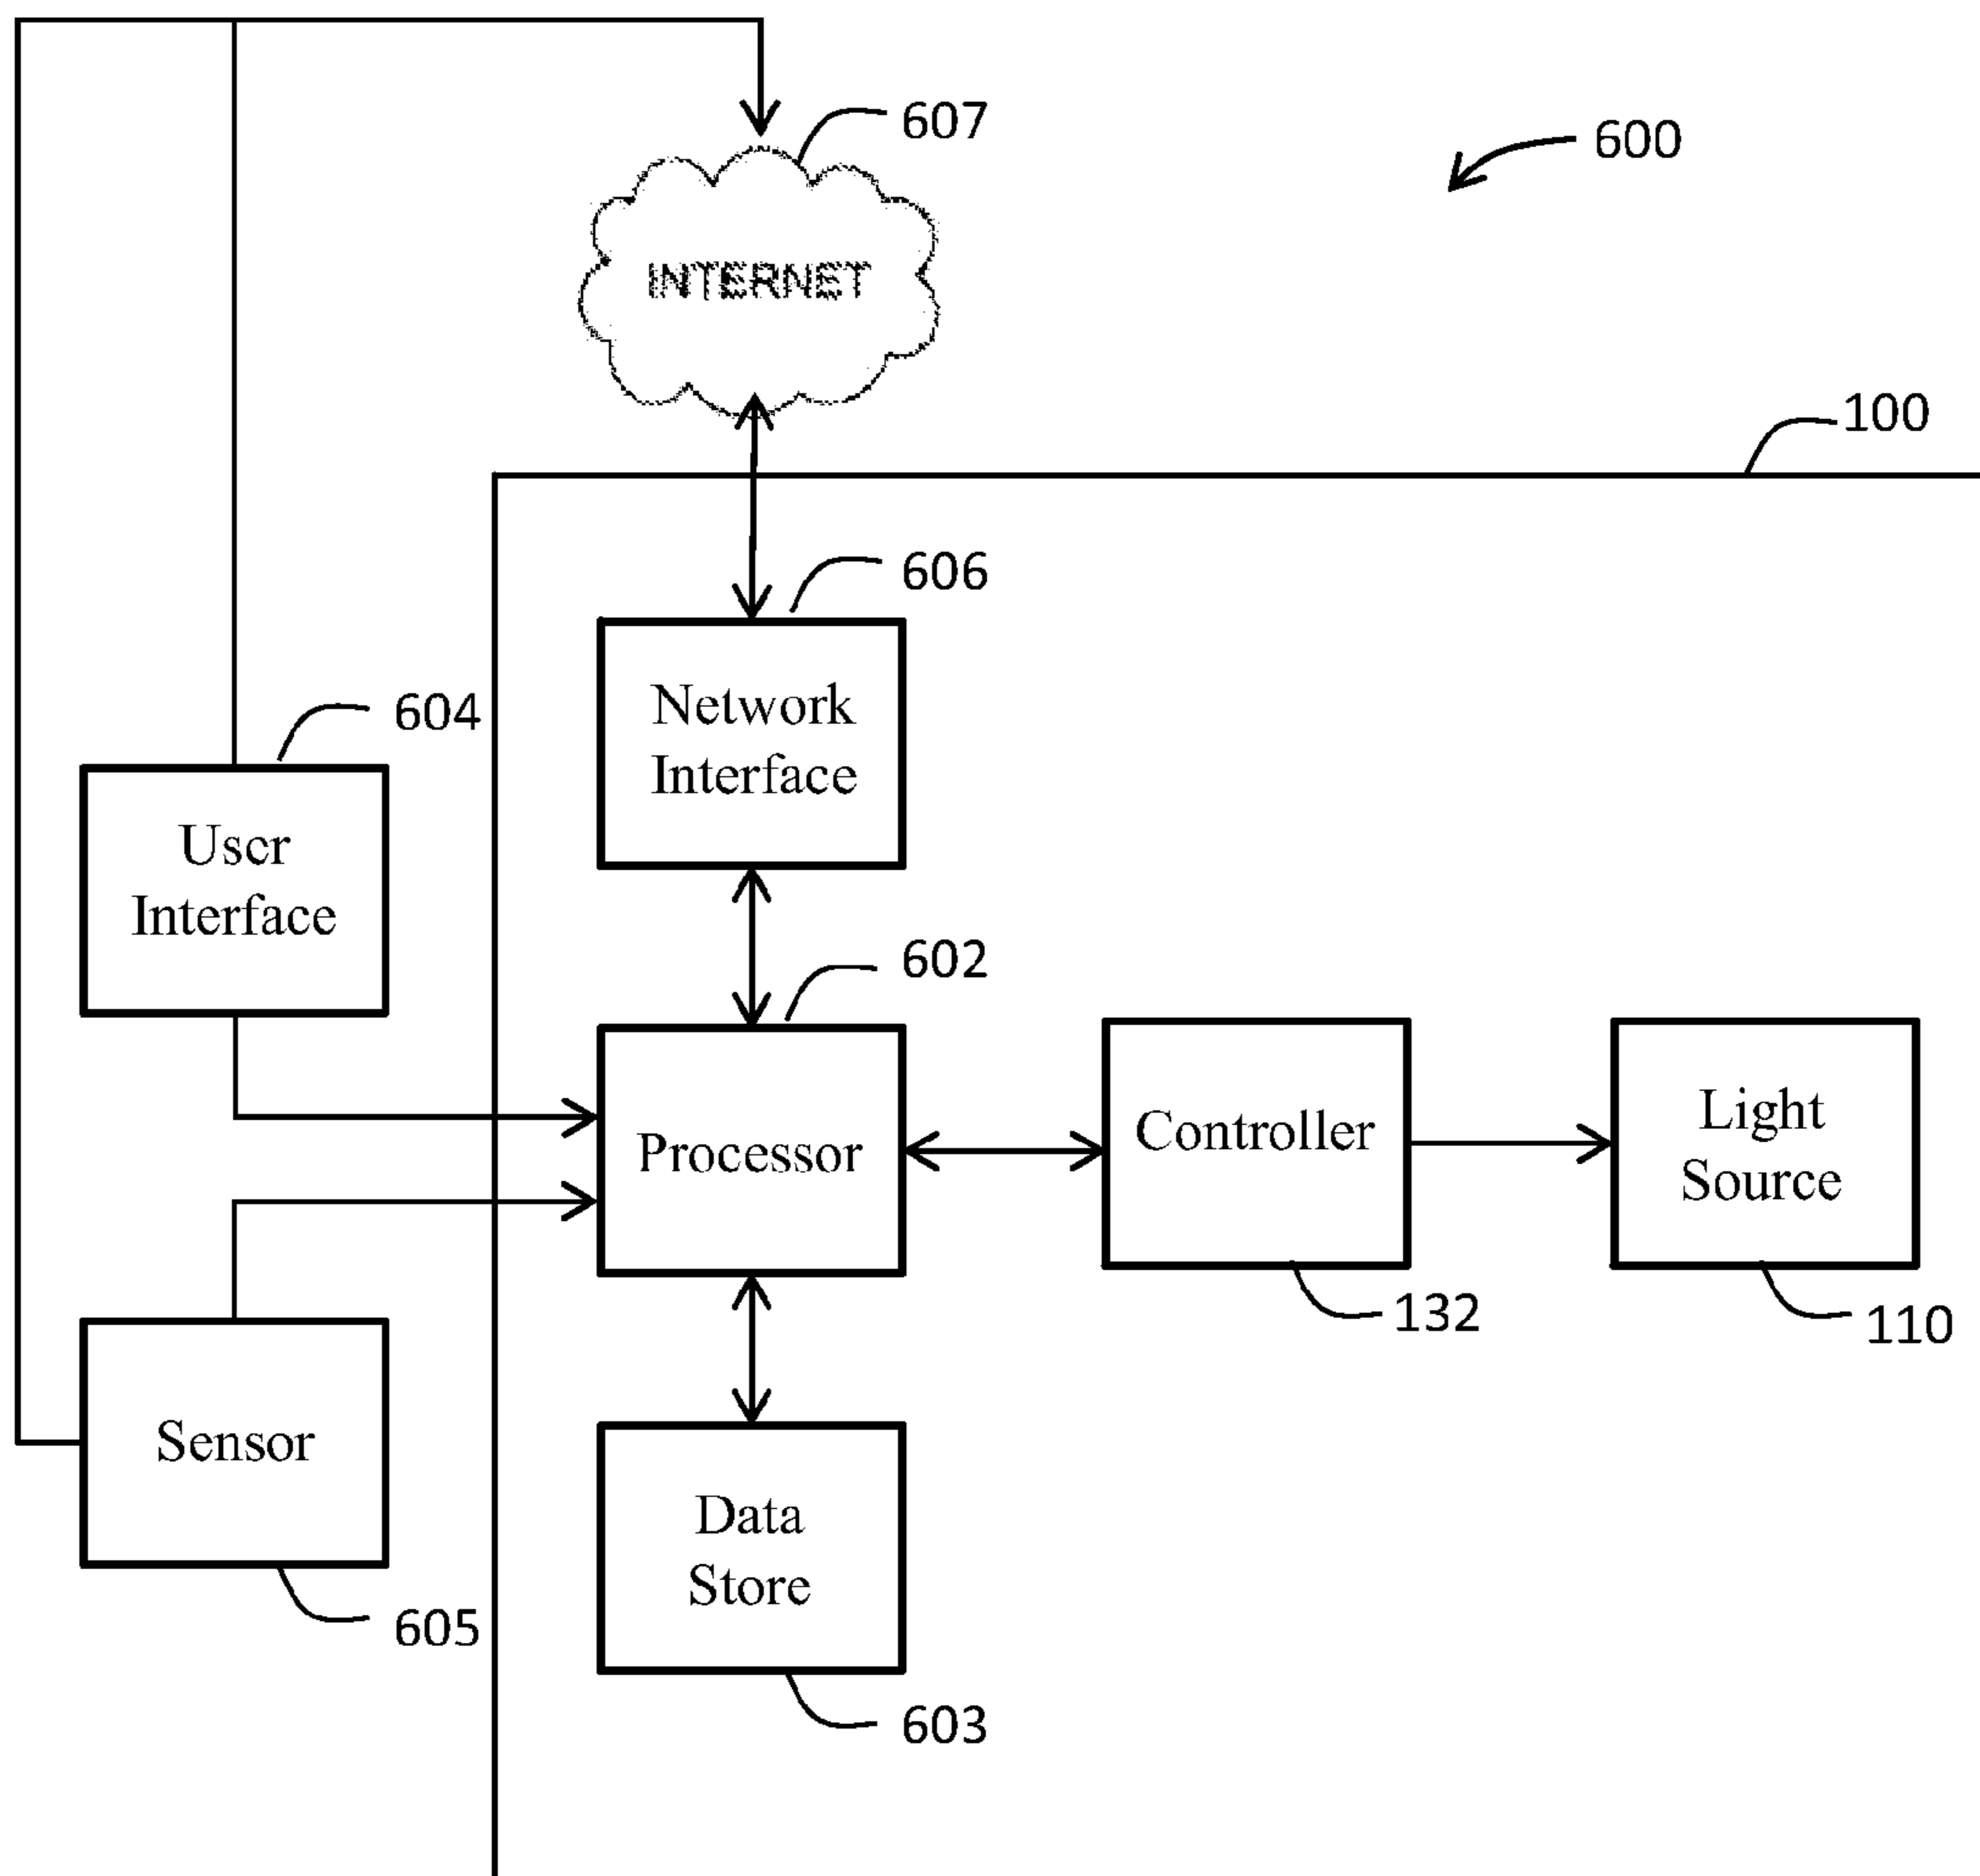 607
600
INTERNET
100
606
Network
Interface
604
User
Interface
602
Processor
Controller
Light
Source
132
110
Sensor
605
Data
Store
603